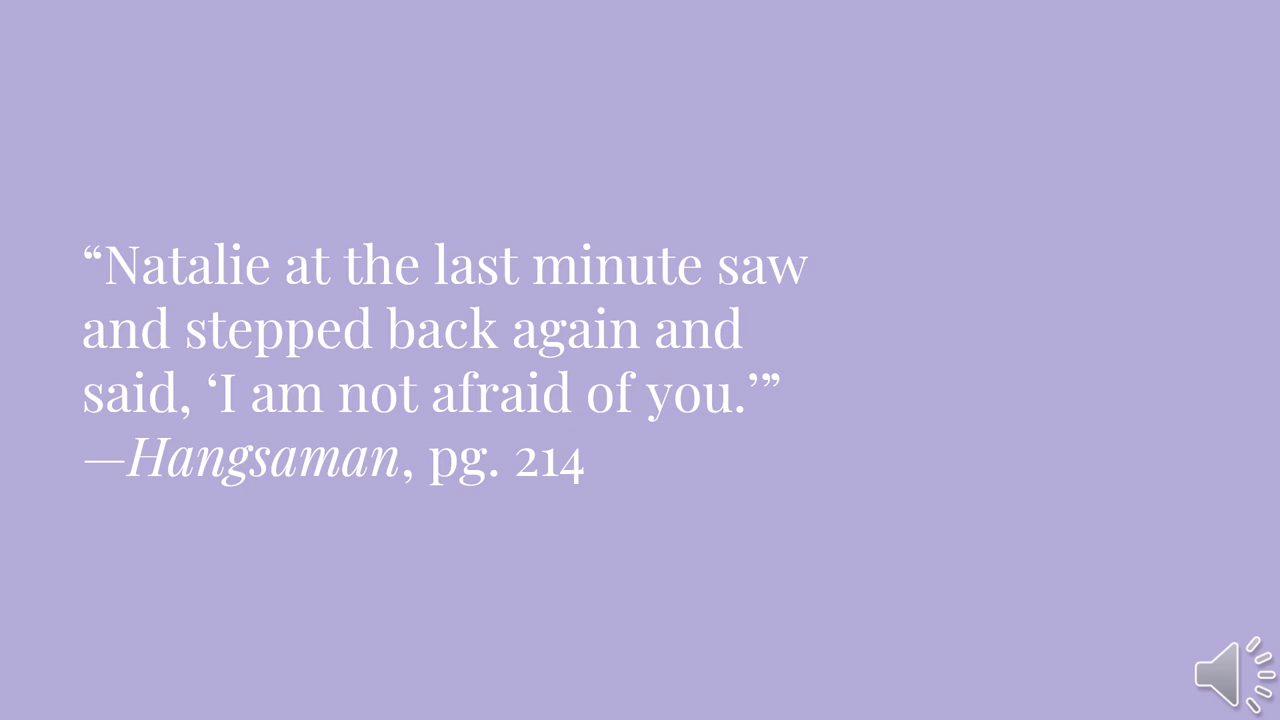 “Natalie at the last minute saw
and stepped back again and
said, ‘I am not afraid of you.’”
—Hangsaman, pg. 214